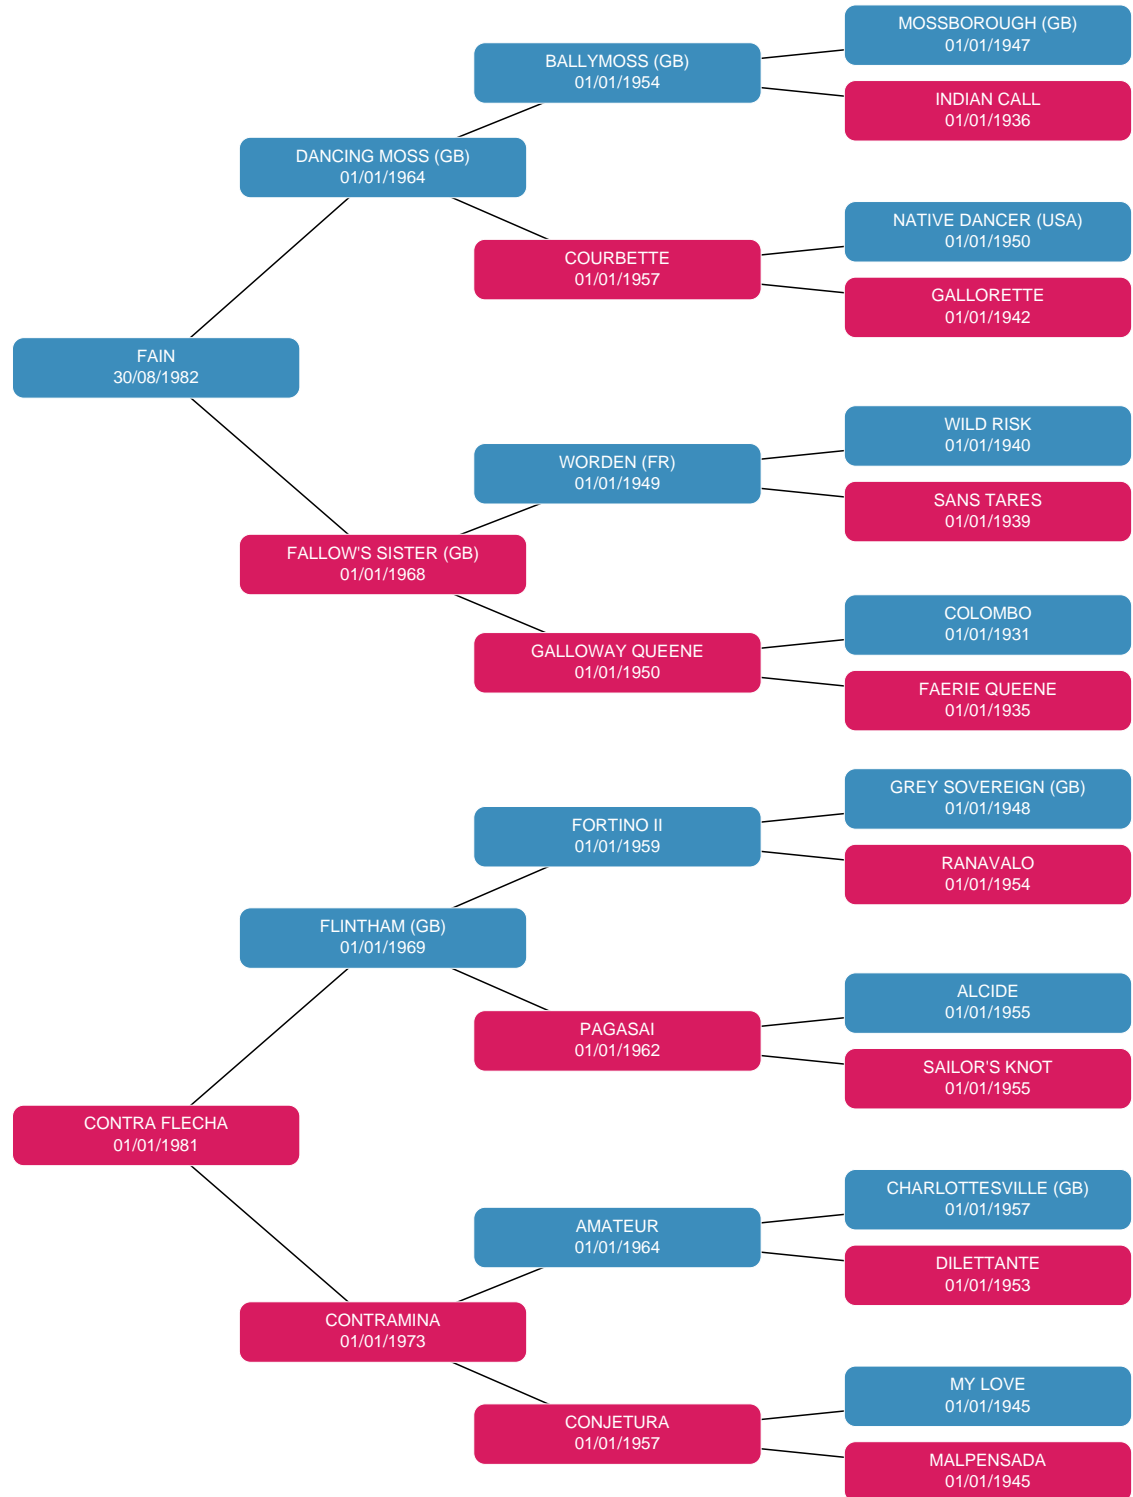 MOSSBOROUGH (GB)
01/01/1947
BALLYMOSS (GB)
01/01/1954
INDIAN CALL
01/01/1936
DANCING MOSS (GB)
01/01/1964
NATIVE DANCER (USA)
01/01/1950
COURBETTE
01/01/1957
GALLORETTE
01/01/1942
FAIN
30/08/1982
WILD RISK
01/01/1940
WORDEN (FR)
01/01/1949
SANS TARES
01/01/1939
FALLOW'S SISTER (GB)
01/01/1968
COLOMBO
01/01/1931
GALLOWAY QUEENE
01/01/1950
FAERIE QUEENE
01/01/1935
GREY SOVEREIGN (GB)
01/01/1948
FORTINO II
01/01/1959
RANAVALO
01/01/1954
FLINTHAM (GB)
01/01/1969
ALCIDE
01/01/1955
PAGASAI
01/01/1962
SAILOR'S KNOT
01/01/1955
CONTRA FLECHA
01/01/1981
CHARLOTTESVILLE (GB)
01/01/1957
AMATEUR
01/01/1964
DILETTANTE
01/01/1953
CONTRAMINA
01/01/1973
MY LOVE
01/01/1945
CONJETURA
01/01/1957
MALPENSADA
01/01/1945